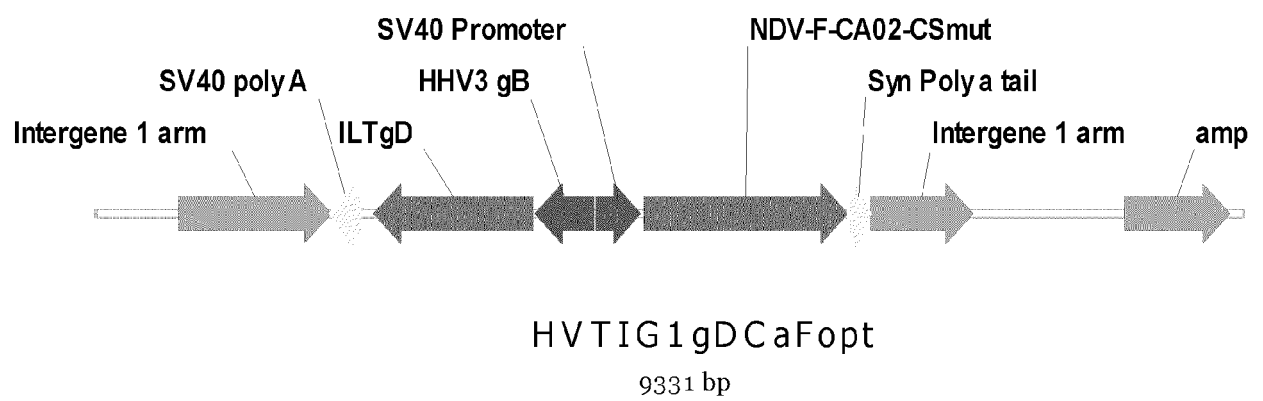 SV40 Promoter
NDV-F-CA02-CSmut
SV40 poly A
HHV3 gB
Syn Poly a tail
Intergene 1 arm
ILTgD
Intergene 1 arm
amp
HVTIG1gDCaFopt
9331 bp